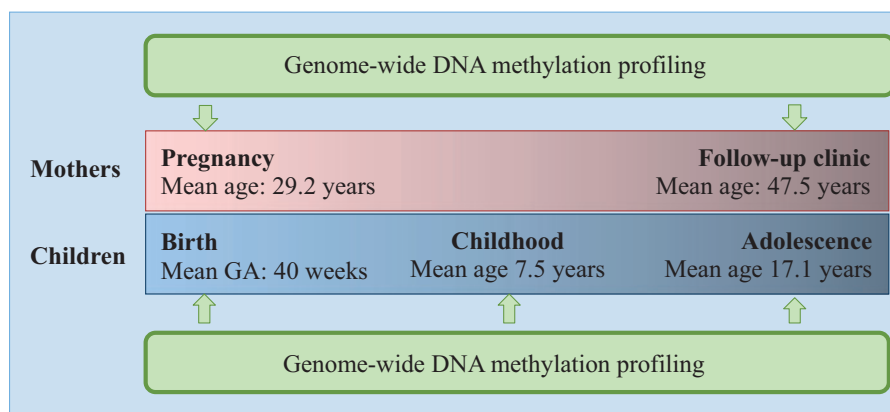 Genome-wide DNA methylation profiling
Mothers
Pregnancy
Mean age: 29.2 years
Follow-up clinic
Mean age: 47.5 years
Children
Birth
Mean GA: 40 weeks
Childhood
Mean age 7.5 years
Adolescence
Mean age 17.1 years
Genome-wide DNA methylation profiling